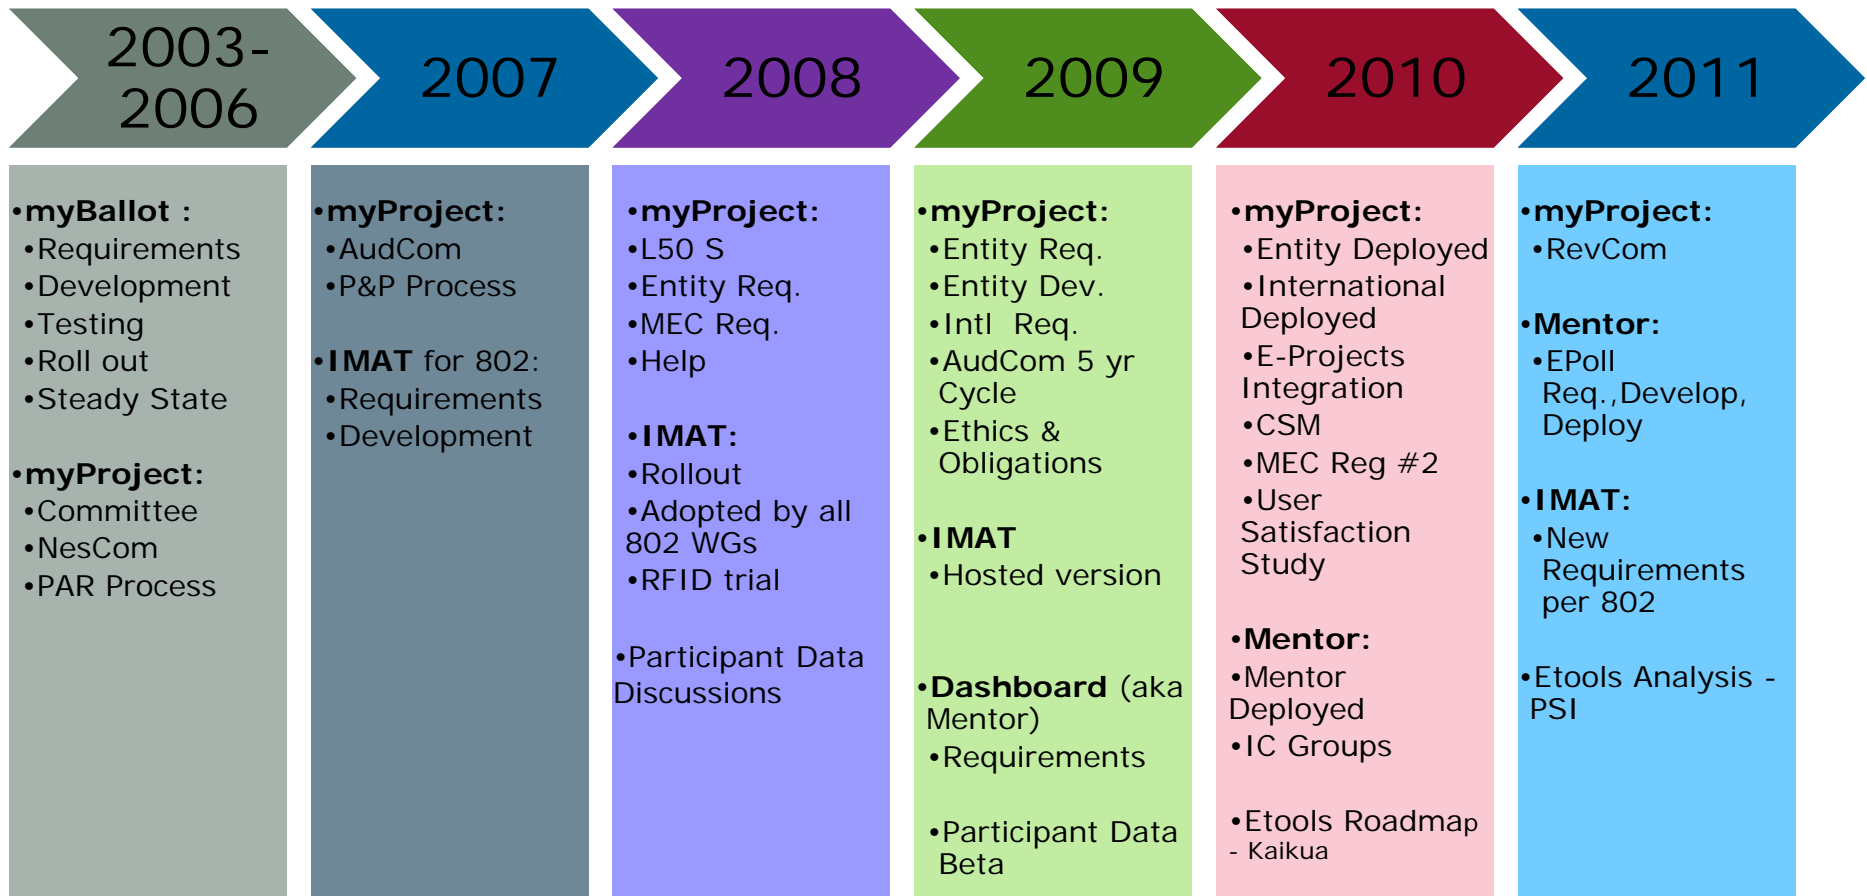 2003-
2006
2007
2008
2009
2010
2011
•myBallot :
•Requirements
•Development
•Testing
•Roll out
•Steady State
•myProject:
•Committee
•NesCom
•PAR Process
•myProject:
•AudCom
•P&P Process
•IMAT for 802:
•Requirements
•Development
•myProject:
•L50 S
•Entity Req.
•MEC Req.
•Help
•IMAT:
•Rollout
•Adopted by all
802 WGs
•RFID trial
•Participant Data
Discussions
•myProject:
•Entity Req.
•Entity Dev.
•Intl Req.
•AudCom 5 yr
Cycle
•Ethics &
Obligations
•IMAT
•Hosted version
•Dashboard (aka
Mentor)
•Requirements
•Participant Data
Beta
•myProject:
•Entity Deployed
•International
Deployed
•E-Projects
Integration
•CSM
•MEC Reg #2
•User
Satisfaction
Study
•Mentor:
•Mentor
Deployed
•IC Groups
•Etools Roadmap
- Kaikua
•myProject:
•RevCom
•Mentor:
•EPoll
Req.,Develop,
Deploy
•IMAT:
•New
Requirements
per 802
•Etools Analysis -
PSI